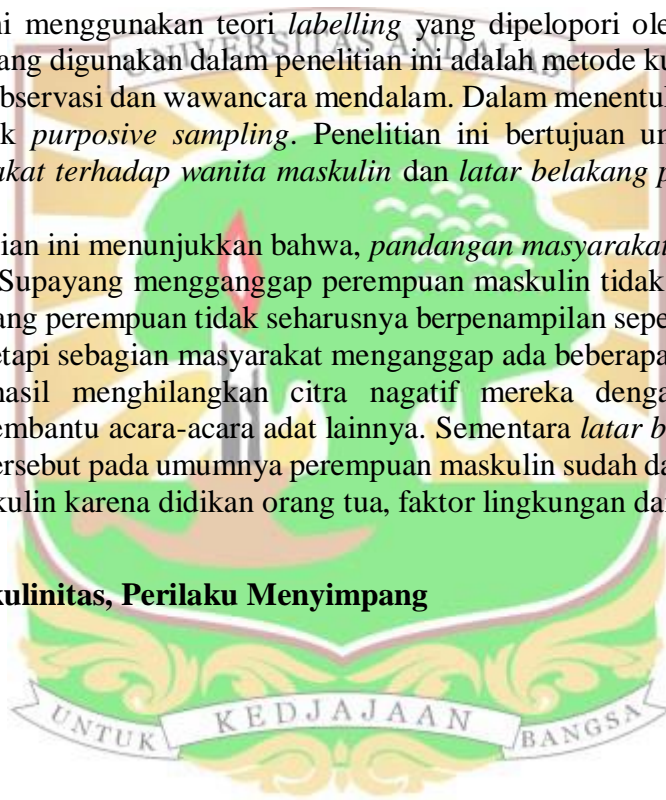 ni menggunakan teori labelling yang dipelopori ole
UNIVERSITAS ANDALAS
ang digunakan dalam penelitian ini adalah metode ku
bservasi dan wawancara mendalam. Dalam menentuk
k purposive sampling. Penelitian ini bertujuan un
akat terhadap wanita maskulin dan latar belakang p
ian ini menunjukkan bahwa, pandangan masyarakat
Supayang mengganggap perempuan maskulin tidak
ang perempuan tidak seharusnya berpenampilan sepe
etapi sebagian masyarakat menganggap ada beberapa
hasil menghilangkan citra nagatif mereka denga
embantu acara-acara adat lainnya. Sementara latar b
ersebut pada umumnya perempuan maskulin sudah da
kulin karena didikan orang tua, faktor lingkungan da
kulinitas, Perilaku Menyimpang
UNTUK KEDJAJAAN BANGSA